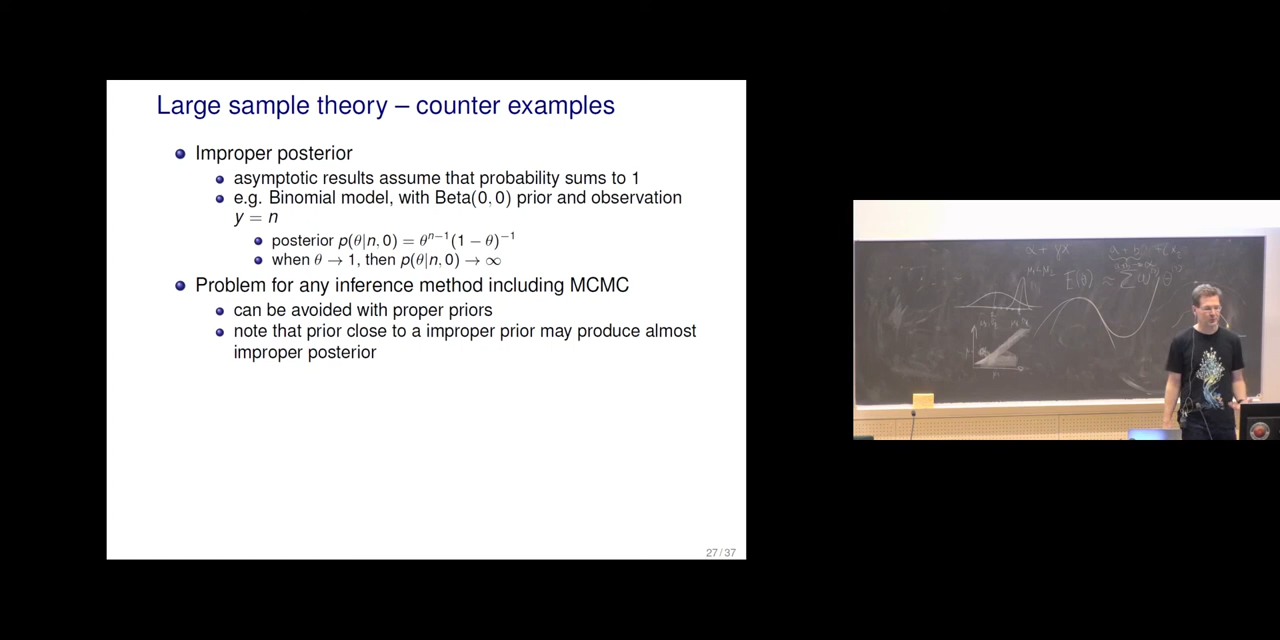 Large sample theory – counter examples
Improper posterior
asymptotic results assume that probability sums to 1
e.g. Binomial model, with Beta(0, 0) prior and observation
y = n
posterior p(θ|n, 0) = θⁿ⁻¹(1 − θ)⁻¹
when θ → 1, then p(θ|n, 0) → ∞
Problem for any inference method including MCMC
can be avoided with proper priors
note that prior close to a improper prior may produce almost
improper posterior
27 / 37
α + γx
E(θ) ≈ Σ